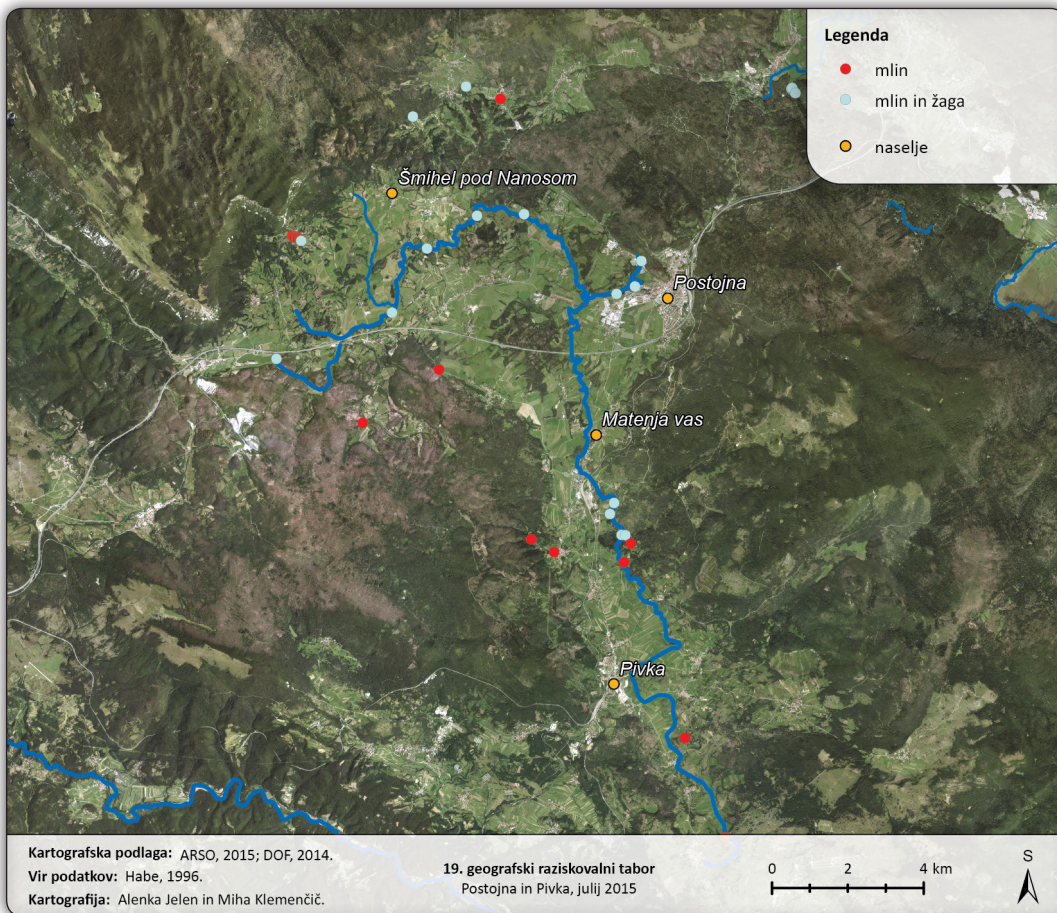 Legenda
mlin
mlin in žaga
naselje
Šmihel pod Nanosom
Postojna
Matenja vas
Pivka
Kartografska podlaga: ARSO, 2015; DOF, 2014.
Vir podatkov: Habe, 1996.
Kartografija: Alenka Jelen in Miha Klemenčič.
19. geografski raziskovalni tabor
Postojna in Pivka, julij 2015
0 2 4 km
S